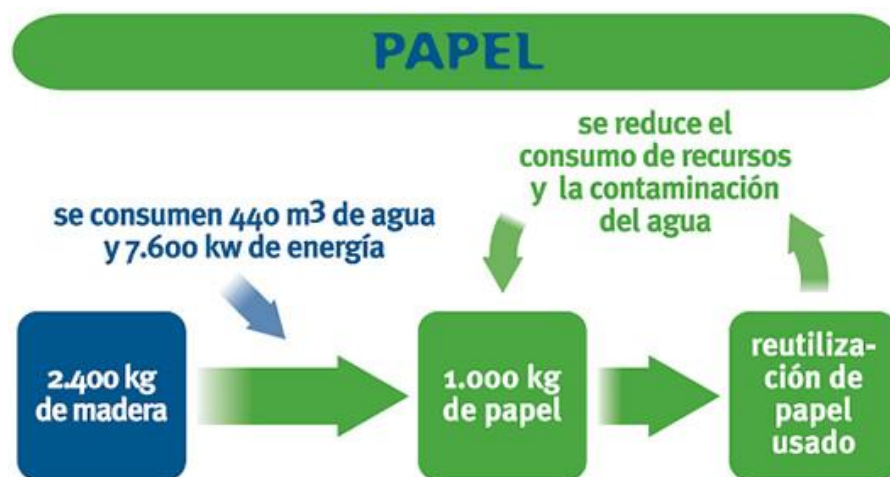 PAPEL
se reduce el
consumo de recursos
y la contaminación
del agua
se consumen 440 m³ de agua
y 7.600 kw de energía
2.400 kg
de madera
1.000 kg
de papel
reutiliza-
ción de
papel
usado